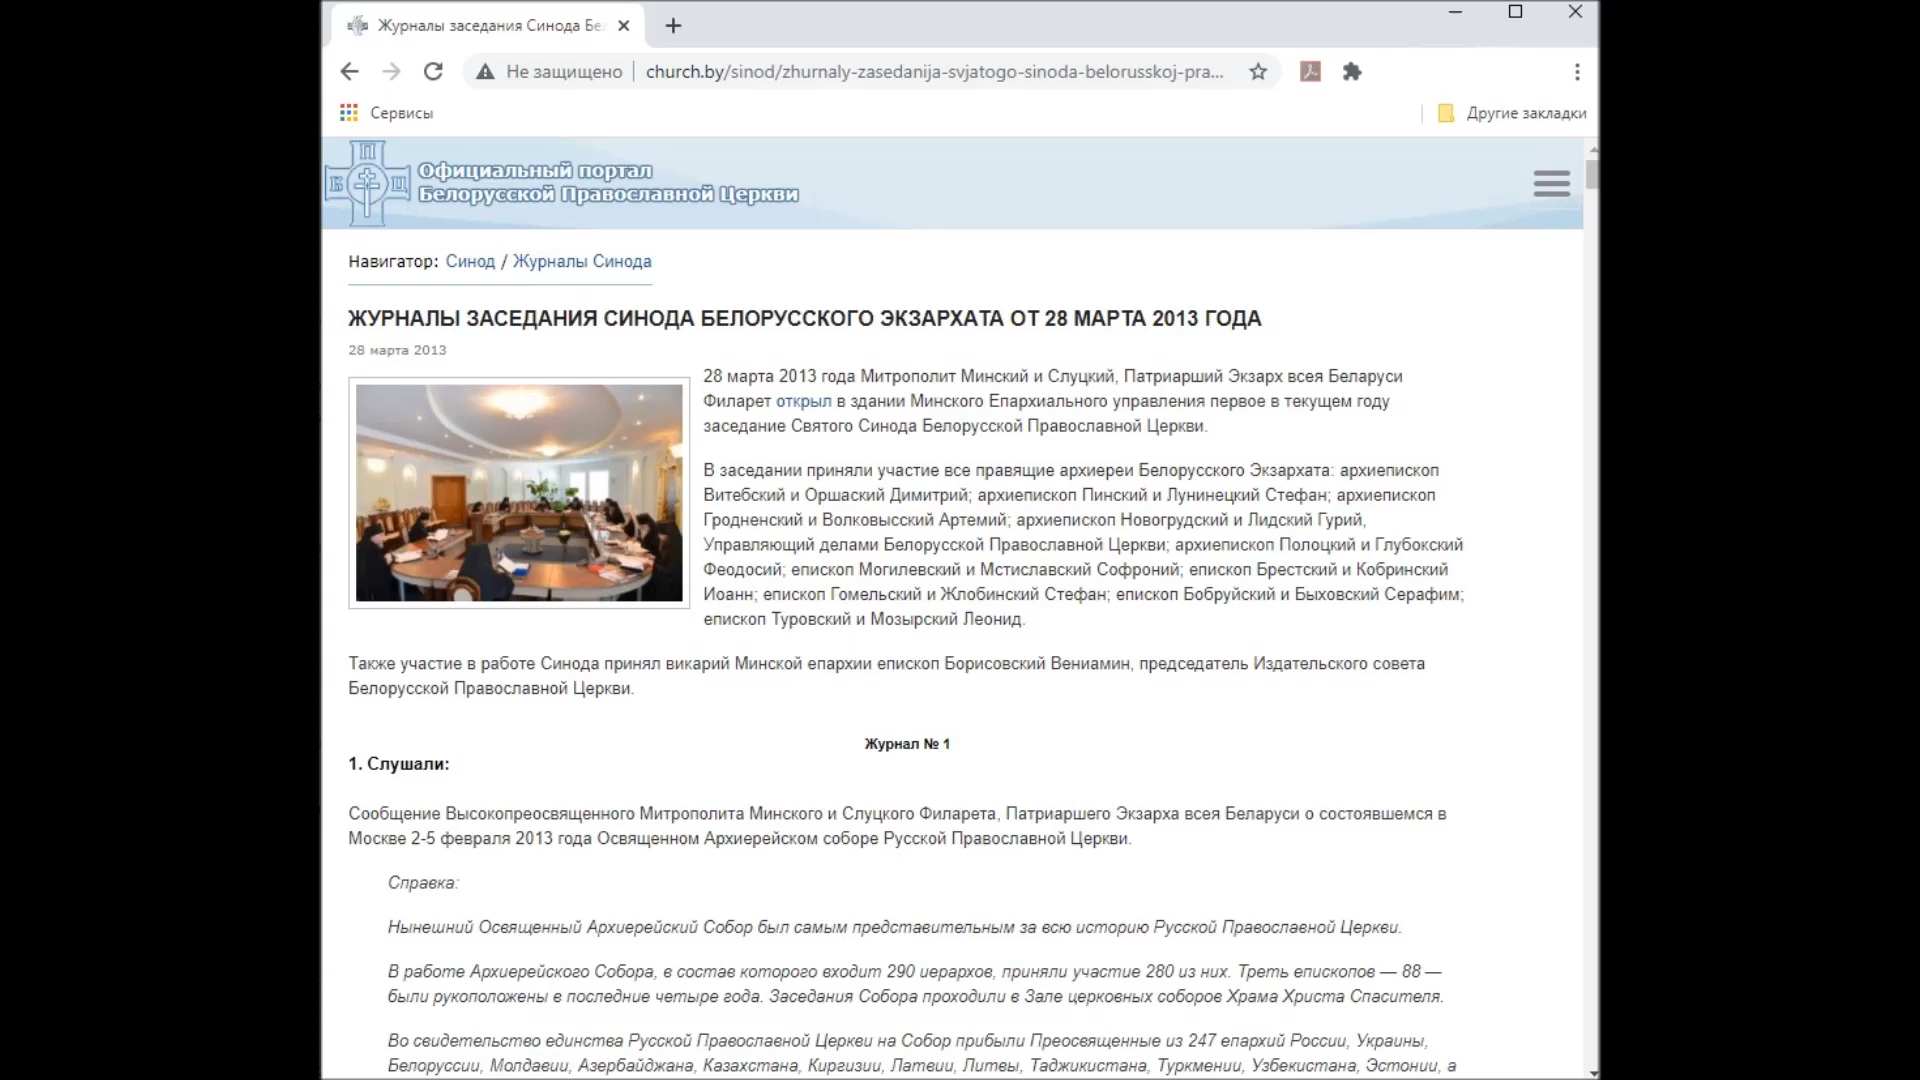 Журналы заседания Синода Бе
Не защищено
church.by/sinod/zhurnaly-zasedanija-svjatogo-sinoda-belorusskoj-pra...
Сервисы
Другие закладки
П
Б
Ц
Официальный портал
Белорусской Православной Церкви
Навигатор: Синод / Журналы Синода
ЖУРНАЛЫ ЗАСЕДАНИЯ СИНОДА БЕЛОРУССКОГО ЭКЗАРХАТА ОТ 28 МАРТА 2013 ГОДА
28 марта 2013
28 марта 2013 года Митрополит Минский и Слуцкий, Патриарший Экзарх всея Беларуси
Филарет открыл в здании Минского Епархиального управления первое в текущем году
заседание Святого Синода Белорусской Православной Церкви.
В заседании приняли участие все правящие архиереи Белорусского Экзархата: архиепископ
Витебский и Оршаский Димитрий; архиепископ Пинский и Лунинецкий Стефан; архиепископ
Гродненский и Волковысский Артемий; архиепископ Новогрудский и Лидский Гурий,
Управляющий делами Белорусской Православной Церкви; архиепископ Полоцкий и Глубокский
Феодосий; епископ Могилевский и Мстиславский Софроний; епископ Брестский и Кобринский
Иоанн; епископ Гомельский и Жлобинский Стефан; епископ Бобруйский и Быховский Серафим;
епископ Туровский и Мозырский Леонид.
Также участие в работе Синода принял викарий Минской епархии епископ Борисовский Вениамин, председатель Издательского совета
Белорусской Православной Церкви.
Журнал № 1
1. Слушали:
Сообщение Высокопреосвященного Митрополита Минского и Слуцкого Филарета, Патриаршего Экзарха всея Беларуси о состоявшемся в
Москве 2-5 февраля 2013 года Освященном Архиерейском соборе Русской Православной Церкви.
Справка:
Нынешний Освященный Архиерейский Собор был самым представительным за всю историю Русской Православной Церкви.
В работе Архиерейского Собора, в состав которого входит 290 иерархов, приняли участие 280 из них. Треть епископов — 88 —
были рукоположены в последние четыре года. Заседания Собора проходили в Зале церковных соборов Храма Христа Спасителя.
Во свидетельство единства Русской Православной Церкви на Собор прибыли Преосвященные из 247 епархий России, Украины,
Белоруссии, Молдавии, Азербайджана, Казахстана, Киргизии, Латвии, Литвы, Таджикистана, Туркмении, Узбекистана, Эстонии, а